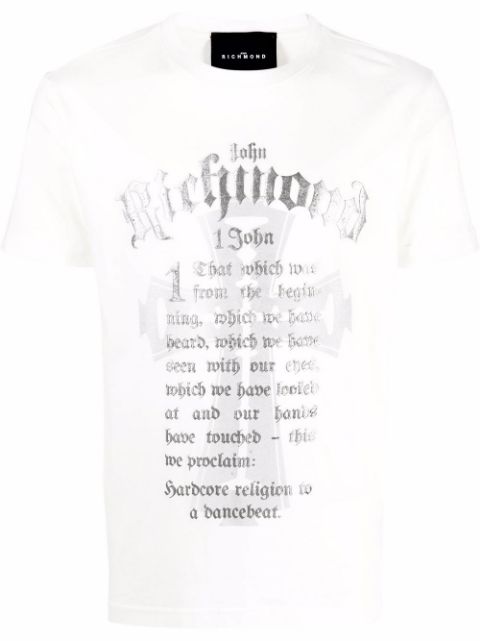 JOHN
RICHMOND
John
Richmond
1 John
1 That which was
from the begin
ning, which we have
heard, which we have
seen with our eyes,
which we have looked
at and our hands
have touched – this
we proclaim:
Hardcore religion to
a dancebeat.